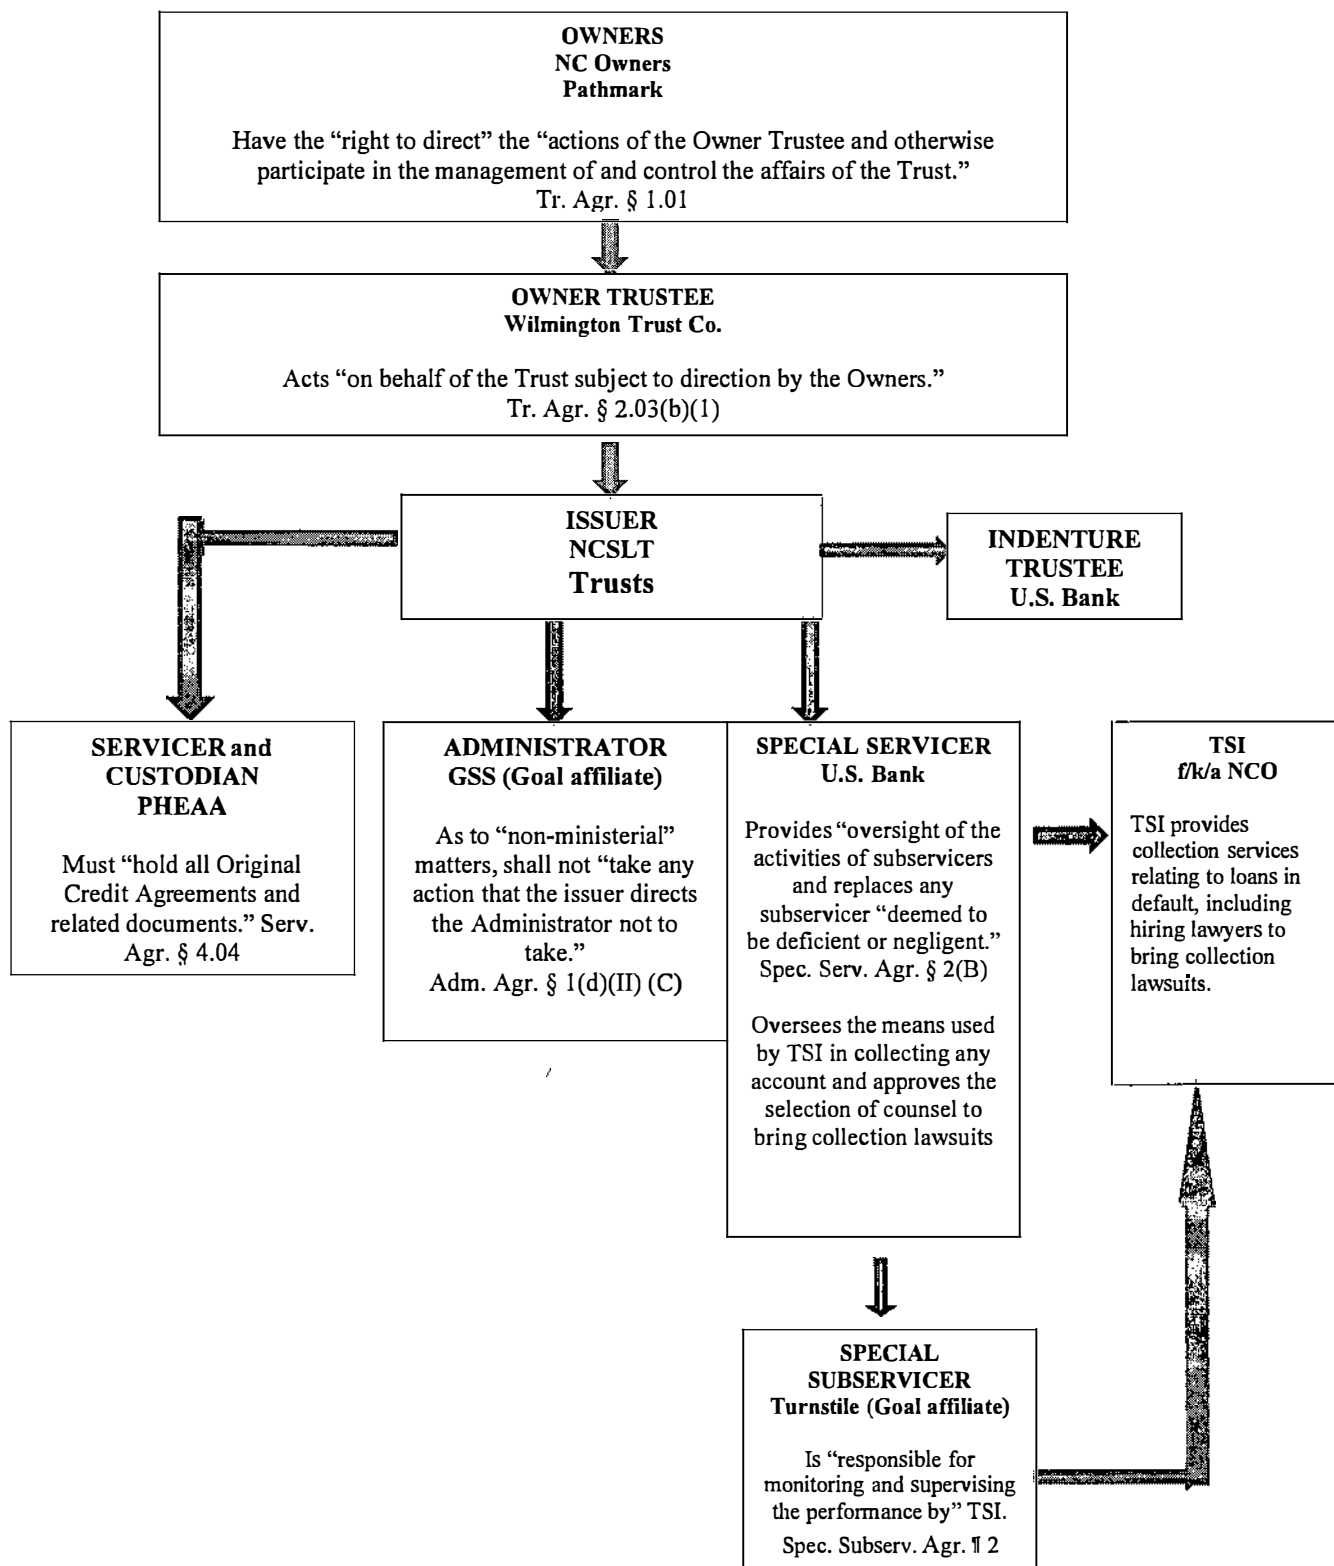 OWNERS
NC Owners
Pathmark
Have the “right to direct” the “actions of the Owner Trustee and otherwise
participate in the management of and control the affairs of the Trust.”
Tr. Agr. § 1.01
OWNER TRUSTEE
Wilmington Trust Co.
Acts “on behalf of the Trust subject to direction by the Owners.”
Tr. Agr. § 2.03(b)(1)
ISSUER
NCSLT
Trusts
INDENTURE
TRUSTEE
U.S. Bank
SERVICER and
CUSTODIAN
PHEAA
Must “hold all Original
Credit Agreements and
related documents.” Serv.
Agr. § 4.04
ADMINISTRATOR
GSS (Goal affiliate)
As to “non-ministerial”
matters, shall not “take any
action that the issuer directs
the Administrator not to
take.”
Adm. Agr. § 1(d)(II) (C)
SPECIAL SERVICER
U.S. Bank
Provides “oversight of the
activities of subservicers
and replaces any
subservicer “deemed to
be deficient or negligent.”
Spec. Serv. Agr. § 2(B)
Oversees the means used
by TSI in collecting any
account and approves the
selection of counsel to
bring collection lawsuits
TSI
f/k/a NCO
TSI provides
collection services
relating to loans in
default, including
hiring lawyers to
bring collection
lawsuits.
SPECIAL
SUBSERVICER
Turnstile (Goal affiliate)
Is “responsible for
monitoring and supervising
the performance by” TSI.
Spec. Subserv. Agr. ¶ 2